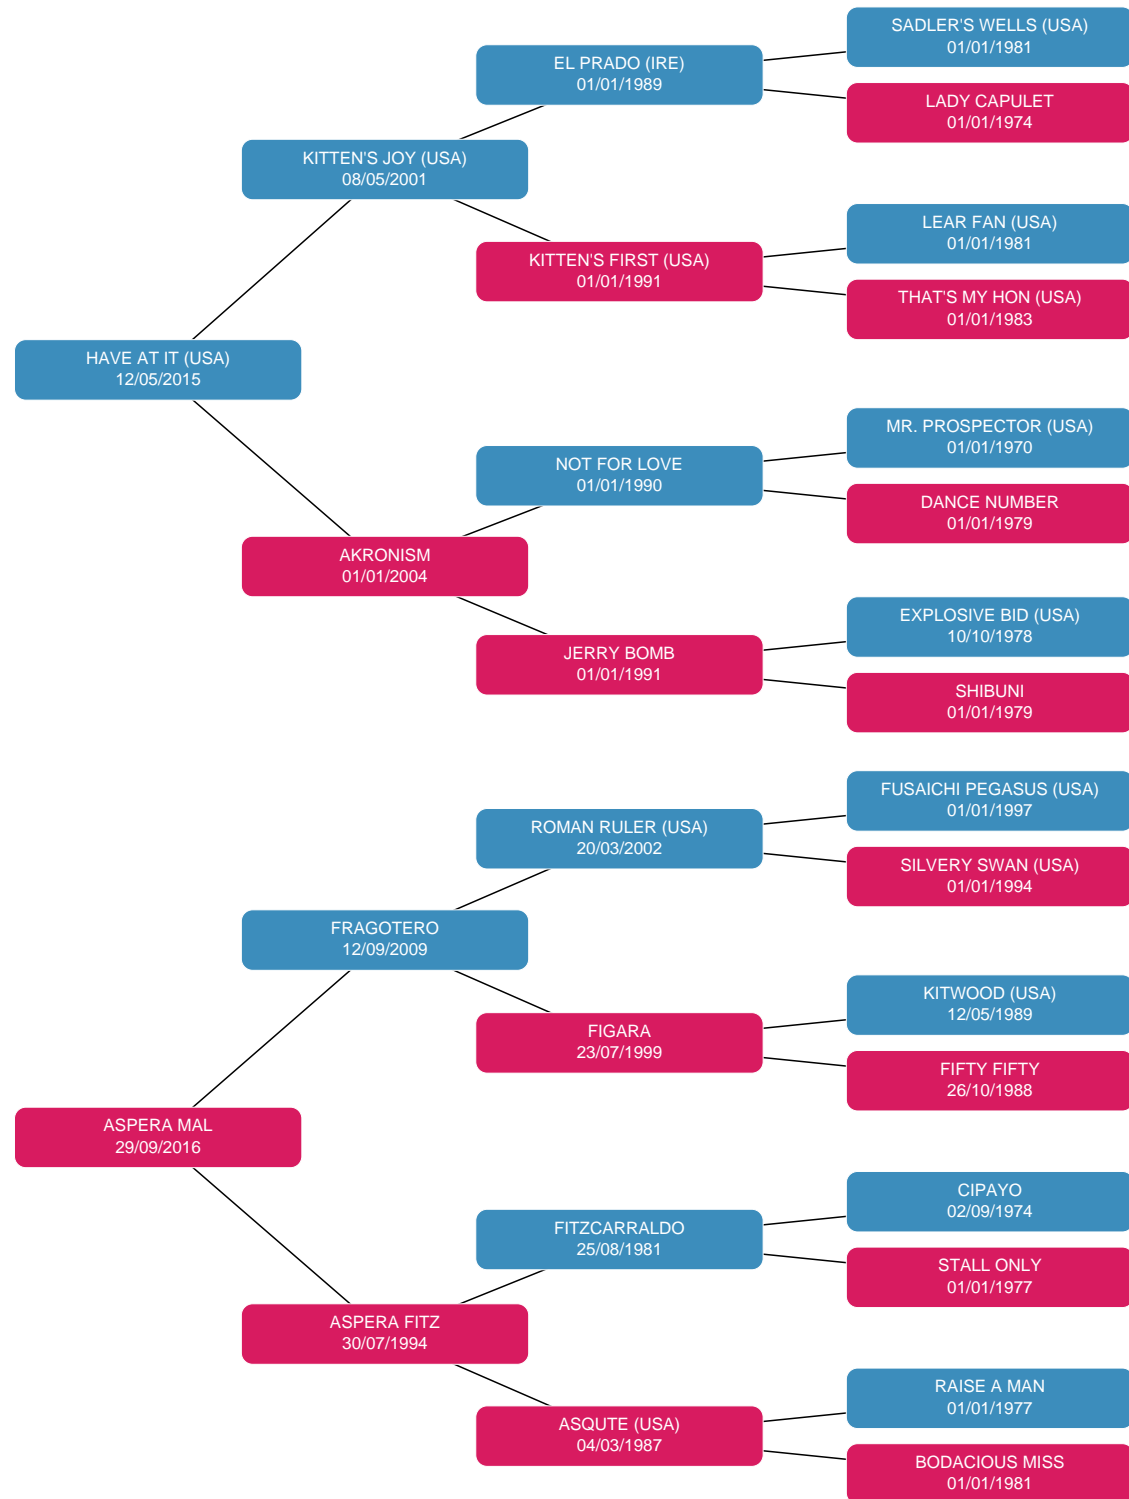 SADLER'S WELLS (USA)
01/01/1981
EL PRADO (IRE)
01/01/1989
LADY CAPULET
01/01/1974
KITTEN'S JOY (USA)
08/05/2001
LEAR FAN (USA)
01/01/1981
KITTEN'S FIRST (USA)
01/01/1991
THAT'S MY HON (USA)
01/01/1983
HAVE AT IT (USA)
12/05/2015
MR. PROSPECTOR (USA)
01/01/1970
NOT FOR LOVE
01/01/1990
DANCE NUMBER
01/01/1979
AKRONISM
01/01/2004
EXPLOSIVE BID (USA)
10/10/1978
JERRY BOMB
01/01/1991
SHIBUNI
01/01/1979
FUSAICHI PEGASUS (USA)
01/01/1997
ROMAN RULER (USA)
20/03/2002
SILVERY SWAN (USA)
01/01/1994
FRAGOTERO
12/09/2009
KITWOOD (USA)
12/05/1989
FIGARA
23/07/1999
FIFTY FIFTY
26/10/1988
ASPERA MAL
29/09/2016
CIPAYO
02/09/1974
FITZCARRALDO
25/08/1981
STALL ONLY
01/01/1977
ASPERA FITZ
30/07/1994
RAISE A MAN
01/01/1977
ASQUTE (USA)
04/03/1987
BODACIOUS MISS
01/01/1981